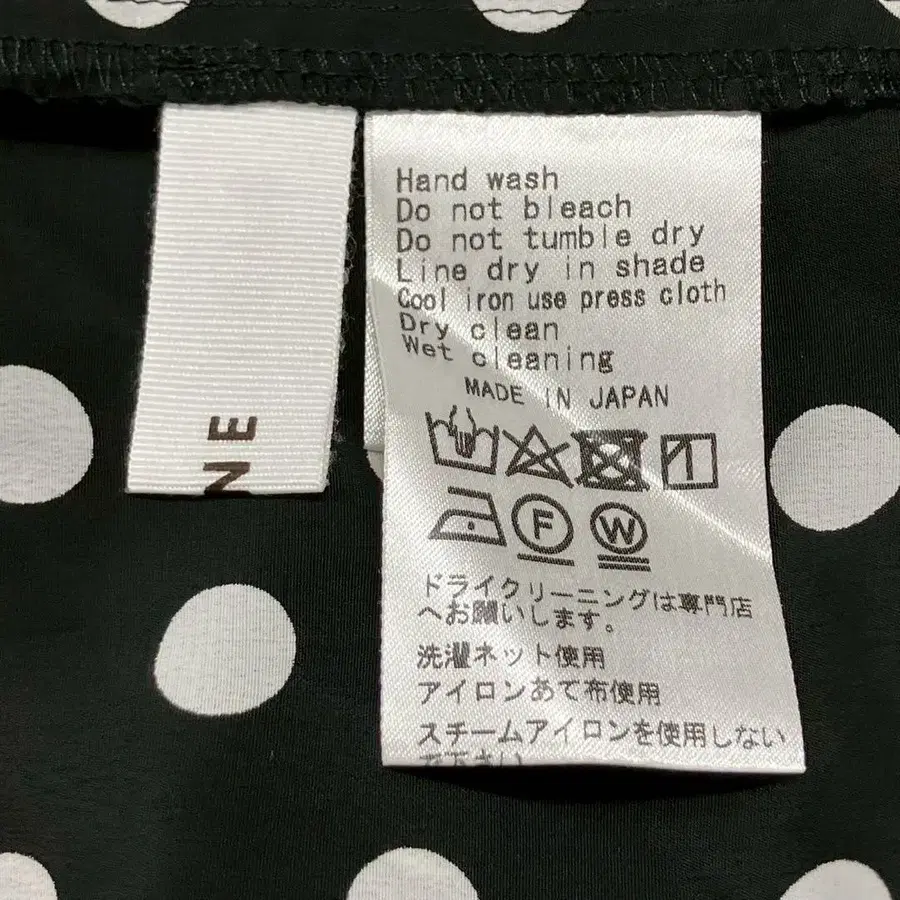 NE
Hand wash
Do not bleach
Do not tumble dry
Line dry in shade
Cool iron use press cloth
Dry clean
Wet cleaning
MADE IN JAPAN
F W
ドライクリーニングは専門店
へお願いします。
洗濯ネット使用
アイロンあて布使用
スチームアイロンを使用しない
で下さい